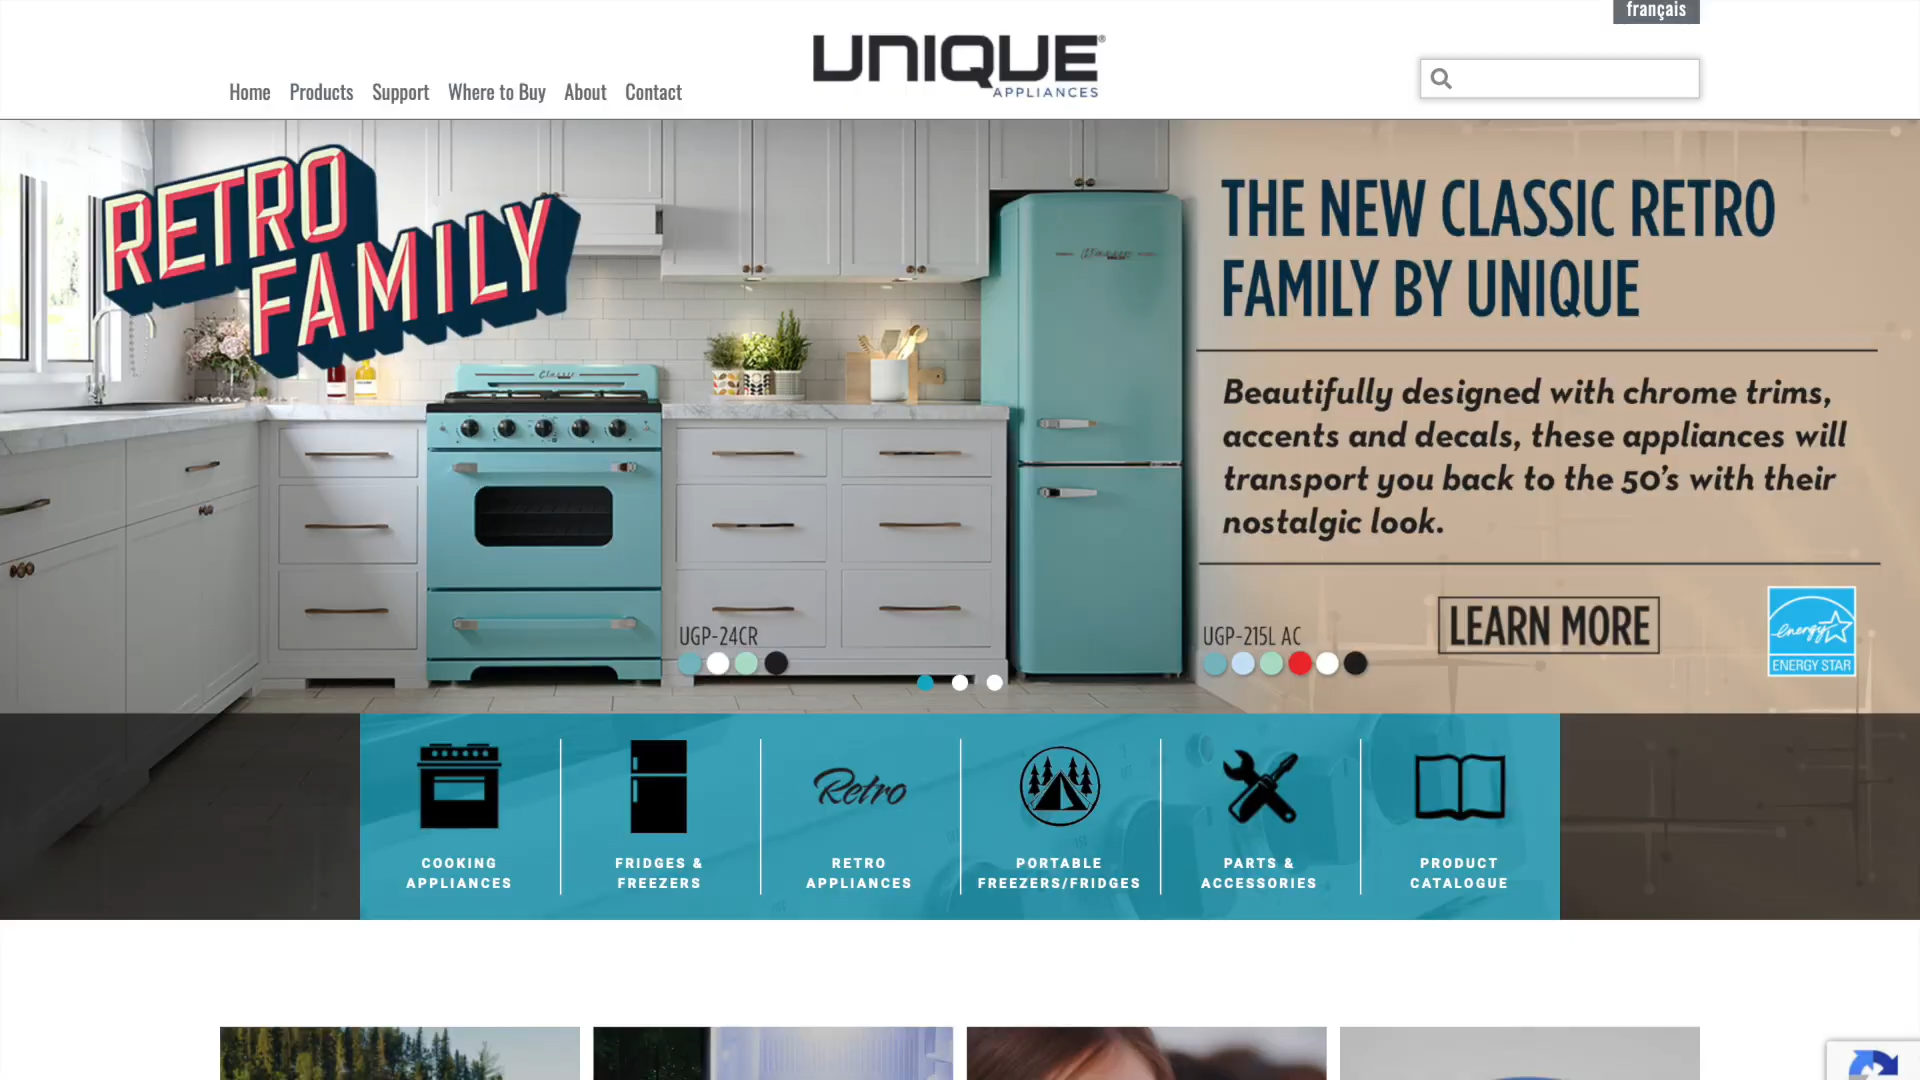 français
UNIQUE®
APPLIANCES
Home Products Support Where to Buy About Contact
RETRO
FAMILY
THE NEW CLASSIC RETRO
FAMILY BY UNIQUE
Classic
Beautifully designed with chrome trims,
accents and decals, these appliances will
transport you back to the 50's with their
nostalgic look.
UGP-24CR
UGP-215L AC
LEARN MORE
energy
ENERGY STAR
Retro
COOKING
APPLIANCES
FRIDGES &
FREEZERS
RETRO
APPLIANCES
PORTABLE
FREEZERS/FRIDGES
PARTS &
ACCESSORIES
PRODUCT
CATALOGUE